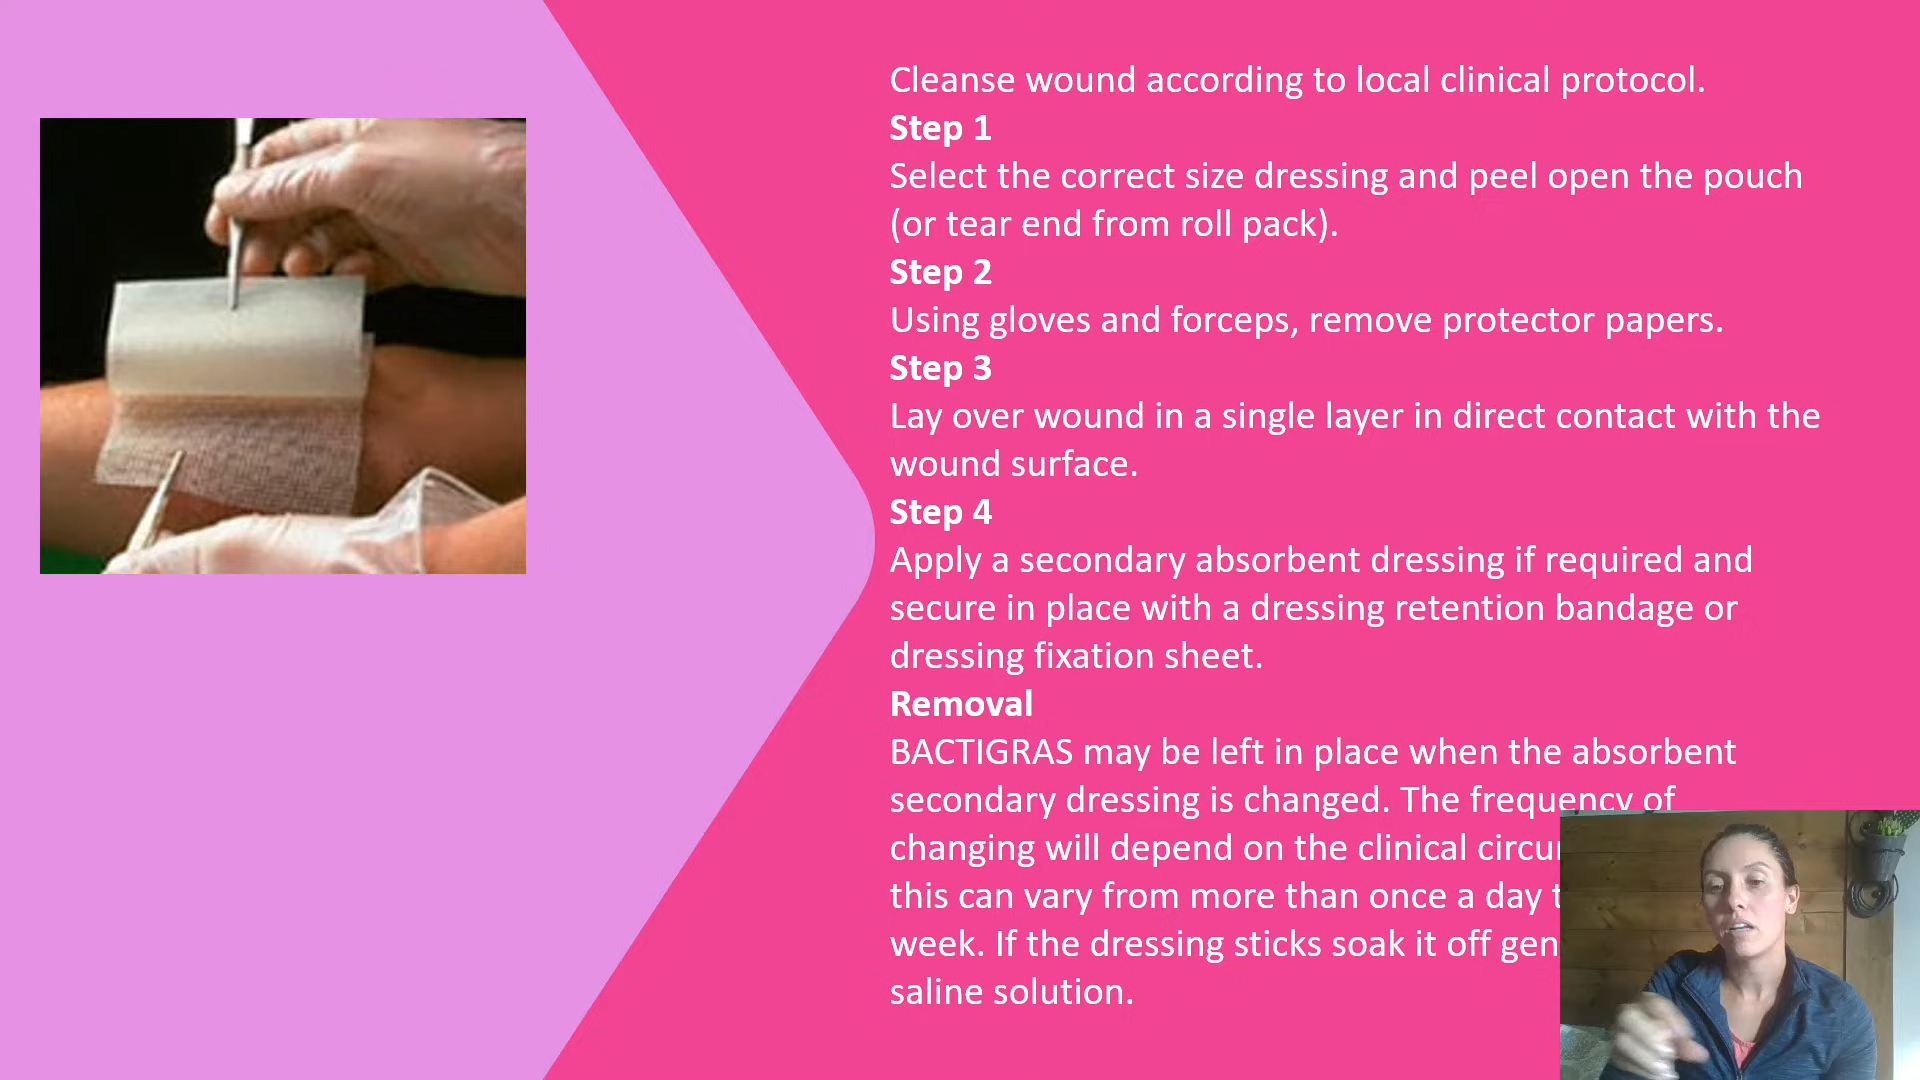 Cleanse wound according to local clinical protocol.
Step 1
Select the correct size dressing and peel open the pouch
(or tear end from roll pack).
Step 2
Using gloves and forceps, remove protector papers.
Step 3
Lay over wound in a single layer in direct contact with the
wound surface.
Step 4
Apply a secondary absorbent dressing if required and
secure in place with a dressing retention bandage or
dressing fixation sheet.
Removal
BACTIGRAS may be left in place when the absorbent
secondary dressing is changed. The frequency of
changing will depend on the clinical
this can vary from more than once a day
week. If the dressing sticks soak it off
saline solution.